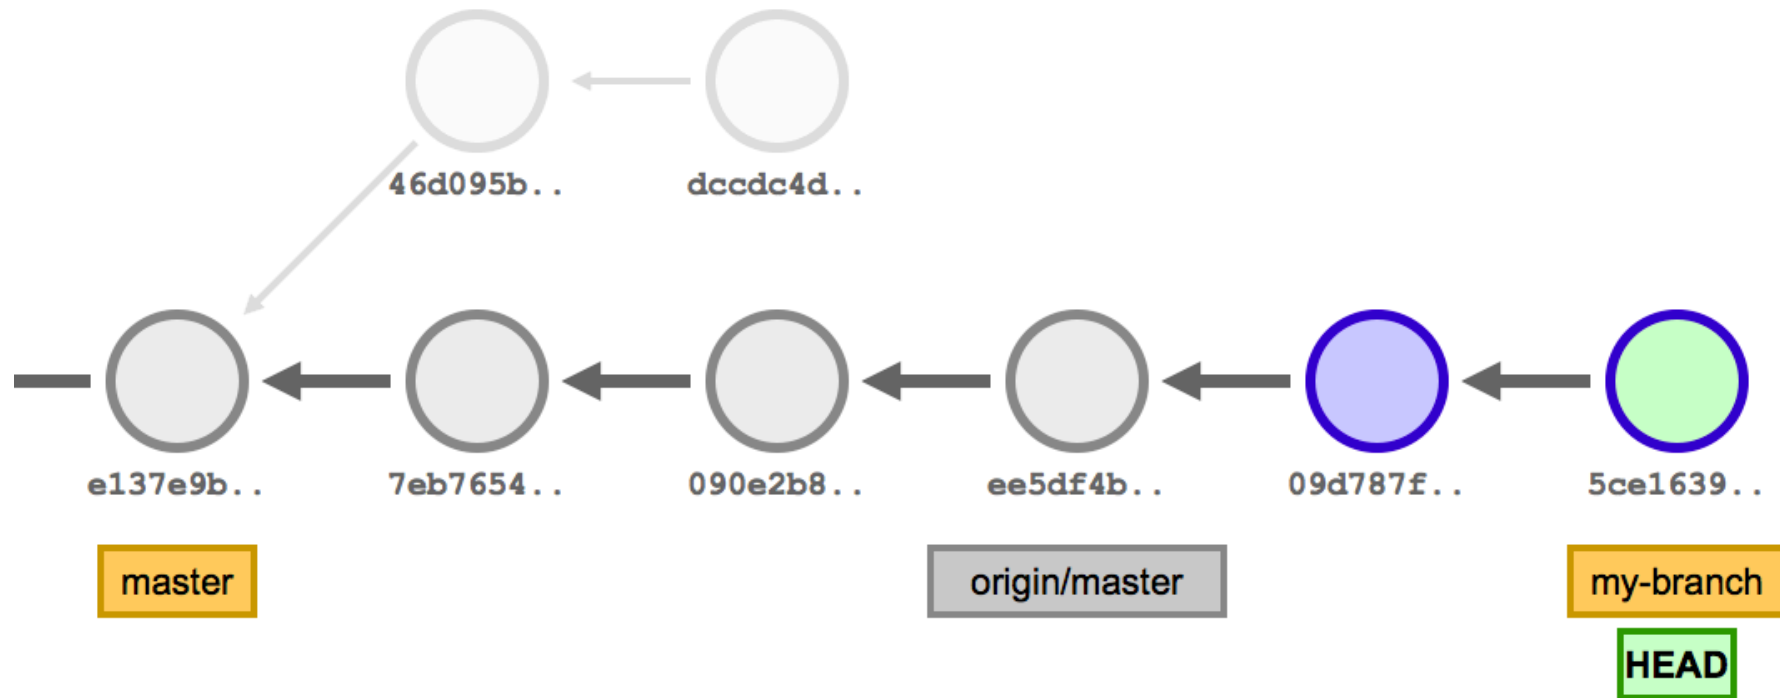 46d095b.. dccdc4d..
e137e9b.. 7eb7654.. 090e2b8.. ee5df4b.. 09d787f.. 5ce1639..
master origin/master my-branch
HEAD